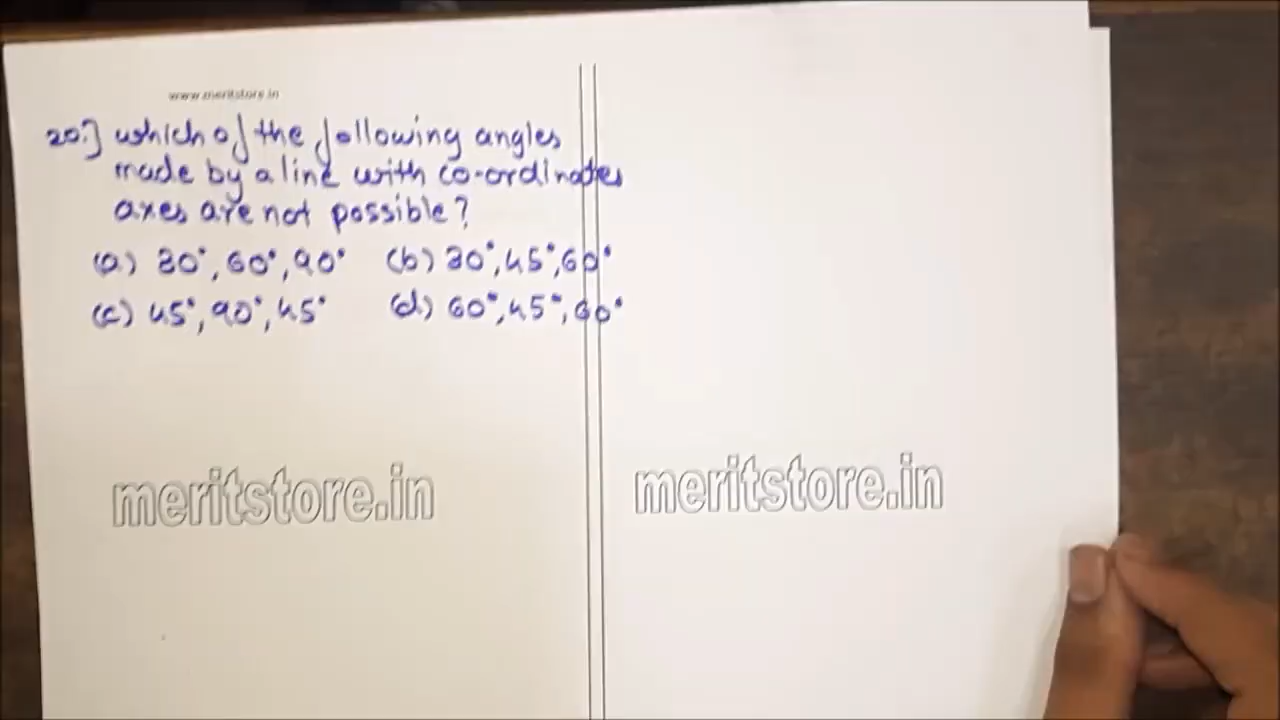 www.meritstore.in
20:] which of the following angles
made by a line with co-ordinates
axes are not possible?
(a) 30°, 60°, 90° (b) 30°, 45°, 60°
(c) 45°, 90°, 45° (d) 60°, 45°, 60°
meritstore.in meritstore.in